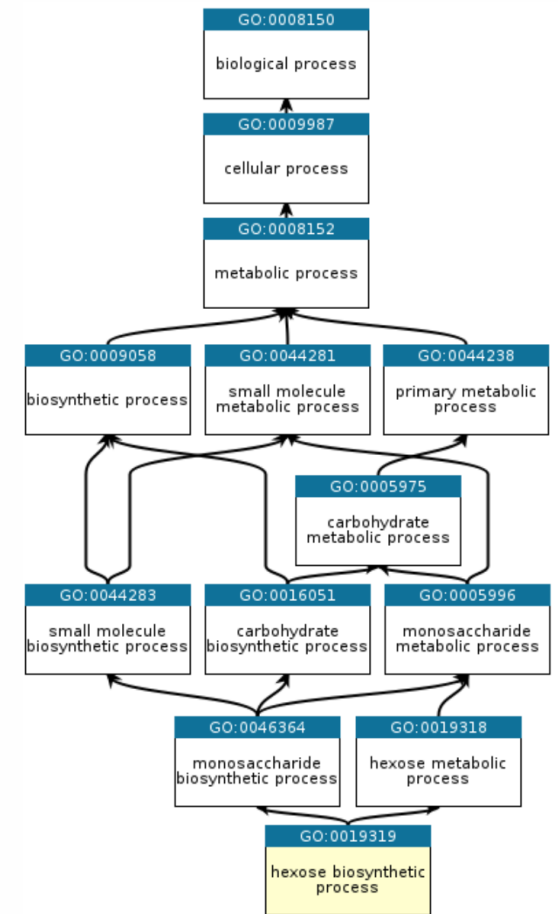 GO:0008150
biological process
GO:0009987
cellular process
GO:0008152
metabolic process
GO:0009058
biosynthetic process
GO:0044281
small molecule
metabolic process
GO:0044238
primary metabolic
process
GO:0005975
carbohydrate
metabolic process
GO:0044283
small molecule
biosynthetic process
GO:0016051
carbohydrate
biosynthetic process
GO:0005996
monosaccharide
metabolic process
GO:0046364
monosaccharide
biosynthetic process
GO:0019318
hexose metabolic
process
GO:0019319
hexose biosynthetic
process